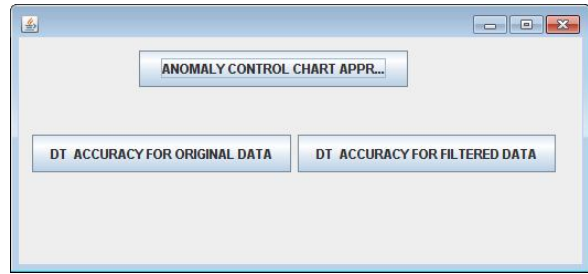 ANOMALY CONTROL CHART APPR...
DT ACCURACY FOR ORIGINAL DATA
DT ACCURACY FOR FILTERED DATA